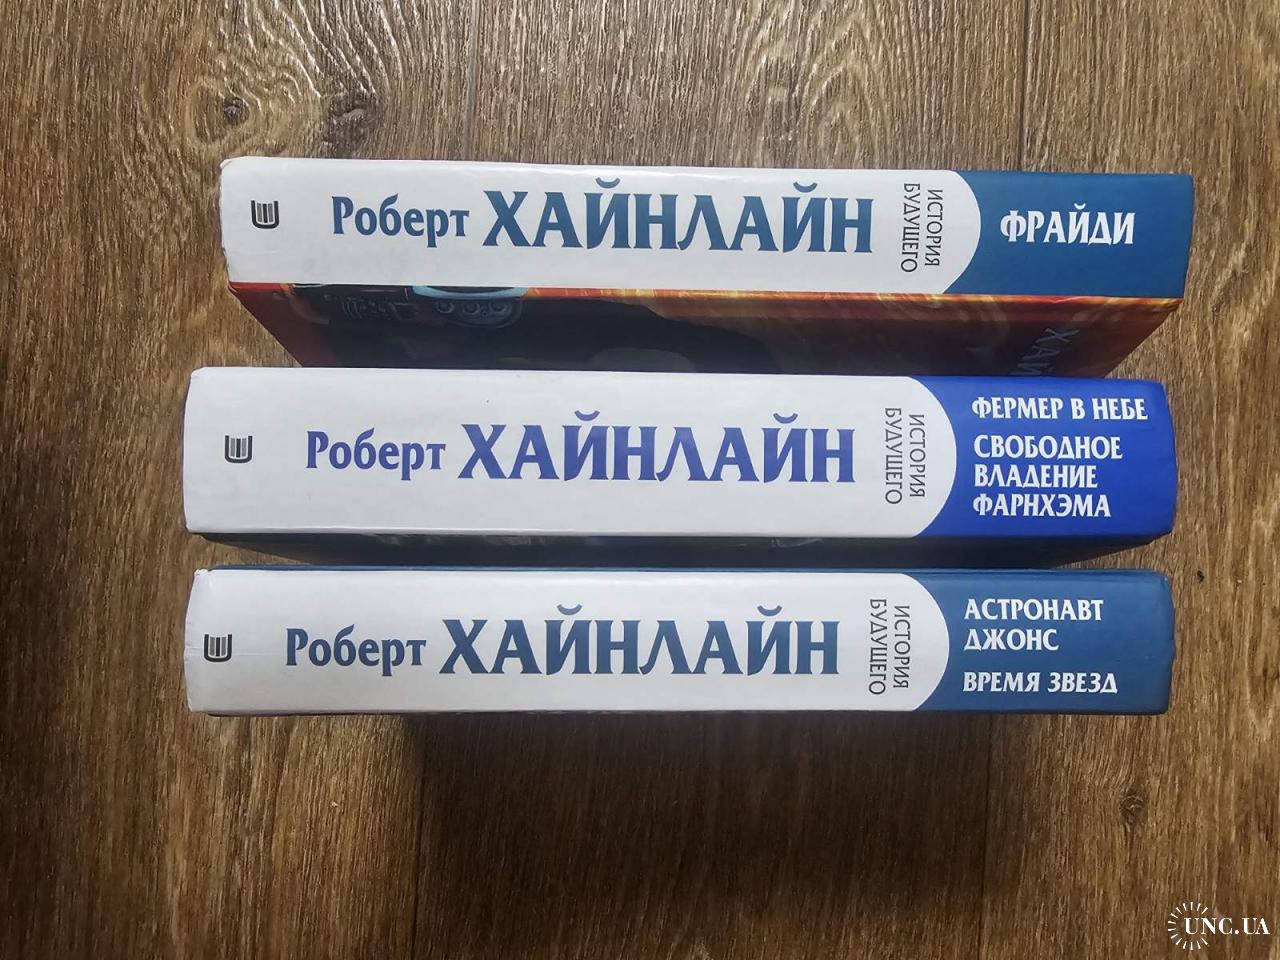 Роберт ХАЙНЛАЙН
ИСТОРИЯ
БУДУЩЕГО
ФРАЙДИ
ХАЙ
Роберт ХАЙНЛАЙН
ИСТОРИЯ
БУДУЩЕГО
ФЕРМЕР В НЕБЕ
СВОБОДНОЕ
ВЛАДЕНИЕ
ФАРНХЭМА
Роберт ХАЙНЛАЙН
ИСТОРИЯ
БУДУЩЕГО
АСТРОНАВТ
ДЖОНС
ВРЕМЯ ЗВЕЗД
UNC.UA